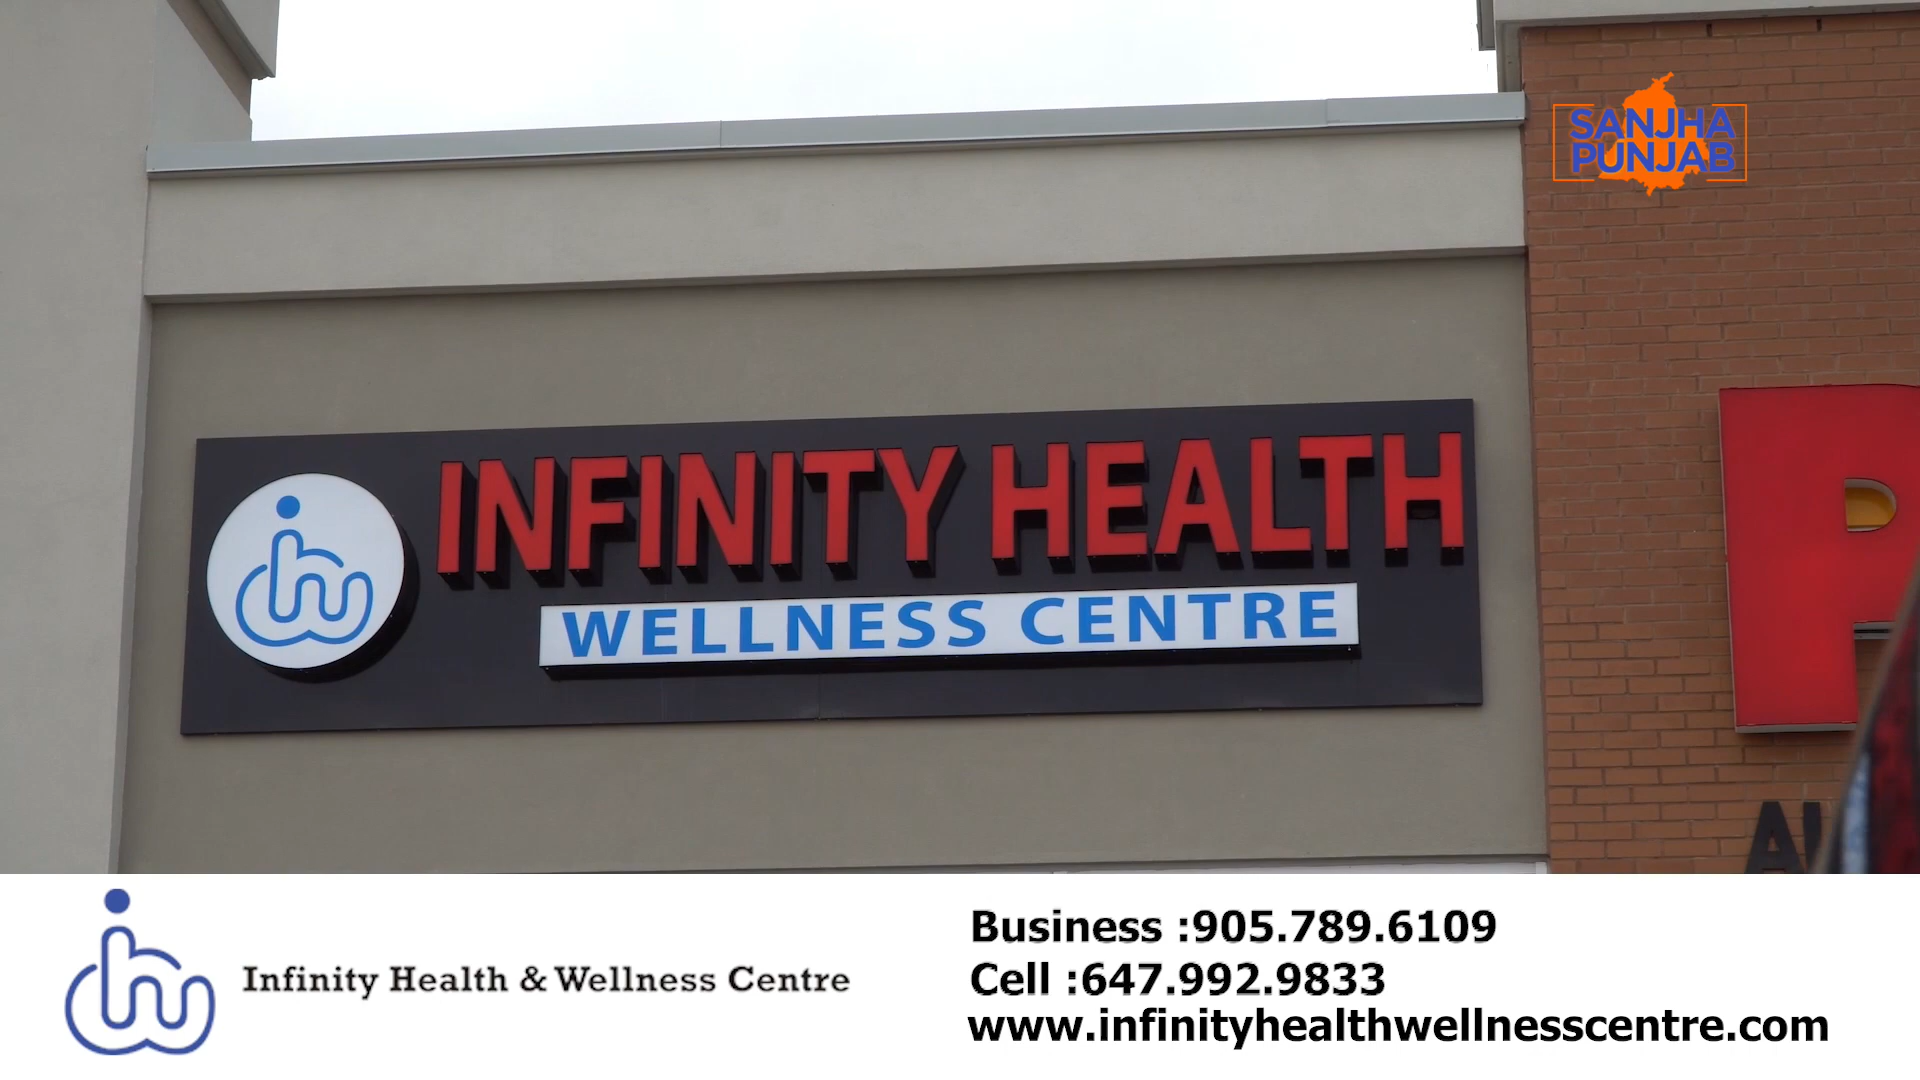 SANJHA
PUNJAB
INFINITY HEALTH
WELLNESS CENTRE
Infinity Health & Wellness Centre
Business :905.789.6109
Cell :647.992.9833
www.infinityhealthwellnesscentre.com